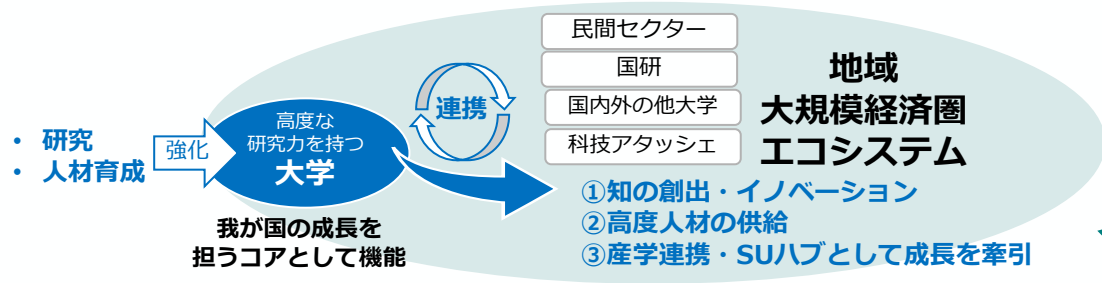 ・ 研究
・ 人材育成
強化
高度な
研究力を持つ
大学
我が国の成長を
担うコアとして機能
連携
民間セクター
国研
国内外の他大学
科技アタッシェ
地域
大規模経済圏
エコシステム
①知の創出・イノベーション
②高度人材の供給
③産学連携・SUハブとして成長を牽引